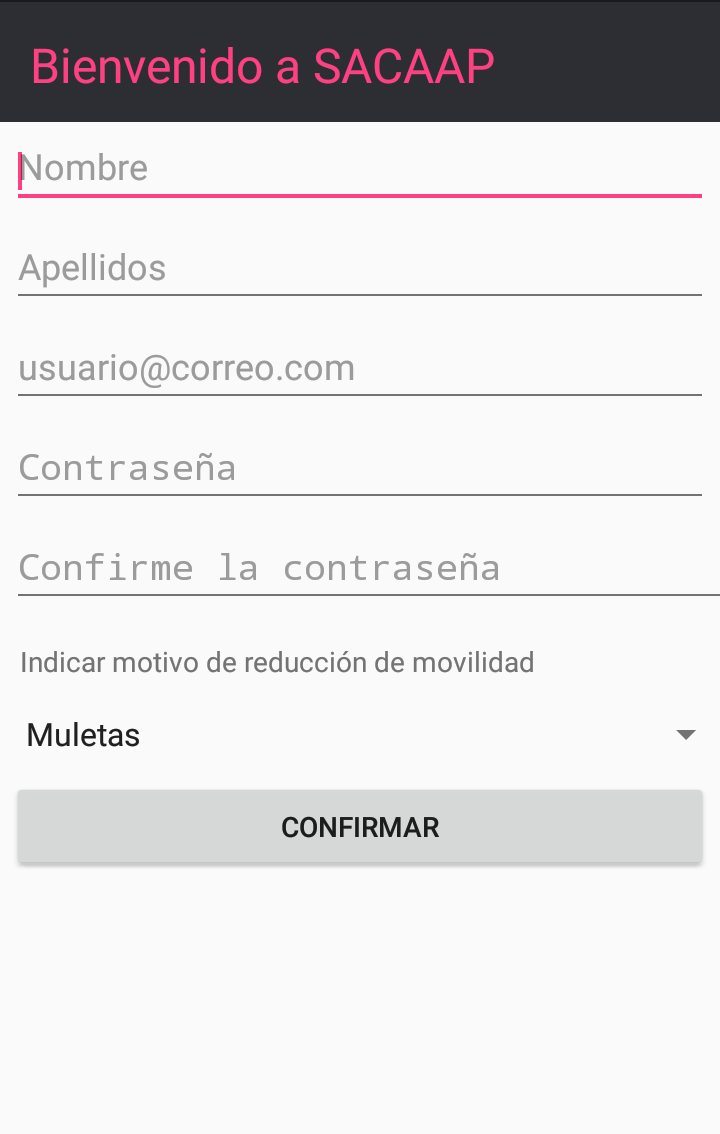 Bienvenido a SACAAP
Nombre
Apellidos
usuario@correo.com
Contraseña
Confirme la contraseña
Indicar motivo de reducción de movilidad
Muletas
CONFIRMAR